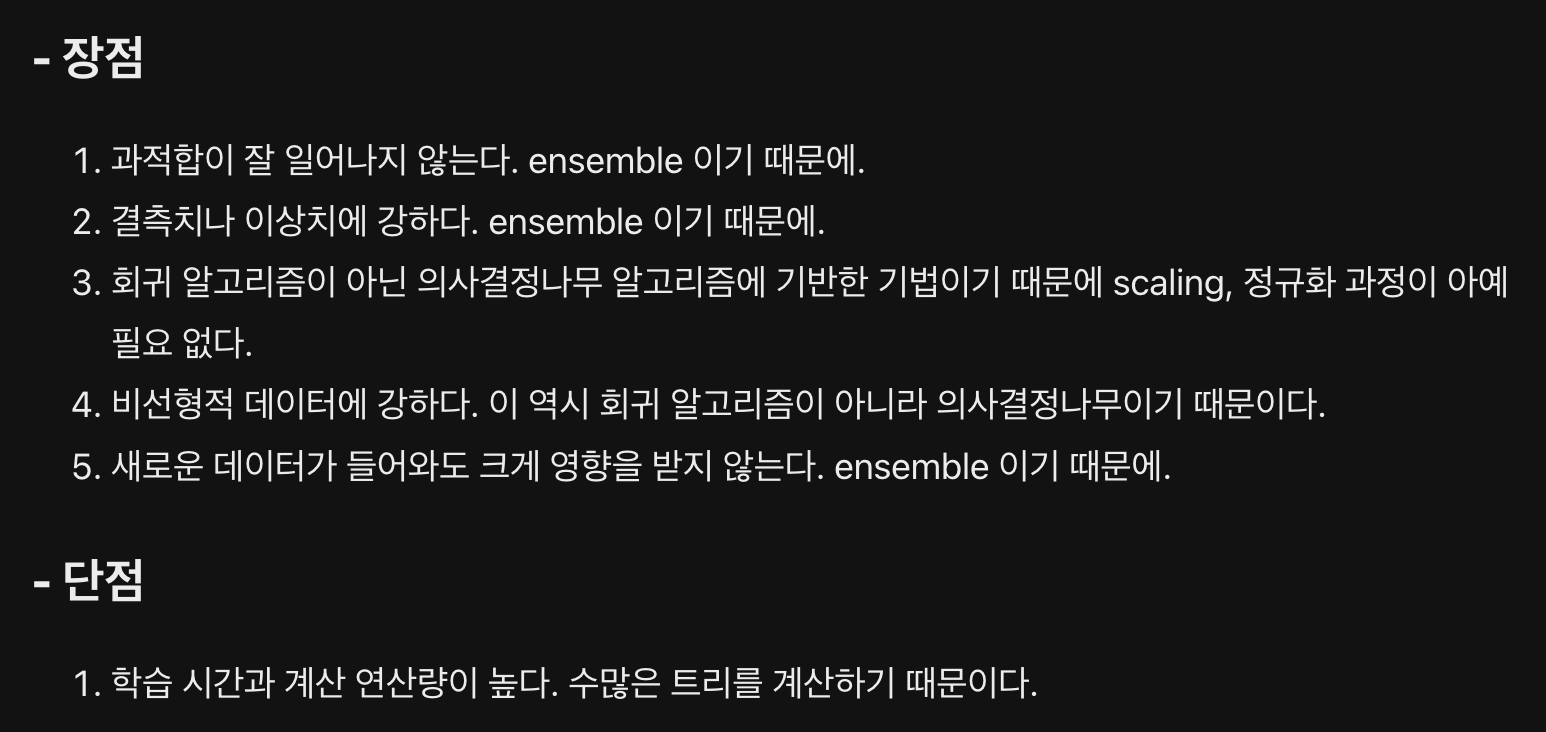 - 장점
1. 과적합이 잘 일어나지 않는다. ensemble 이기 때문에.
2. 결측치나 이상치에 강하다. ensemble 이기 때문에.
3. 회귀 알고리즘이 아닌 의사결정나무 알고리즘에 기반한 기법이기 때문에 scaling, 정규화 과정이 아예
필요 없다.
4. 비선형적 데이터에 강하다. 이 역시 회귀 알고리즘이 아니라 의사결정나무이기 때문이다.
5. 새로운 데이터가 들어와도 크게 영향을 받지 않는다. ensemble 이기 때문에.
- 단점
1. 학습 시간과 계산 연산량이 높다. 수많은 트리를 계산하기 때문이다.